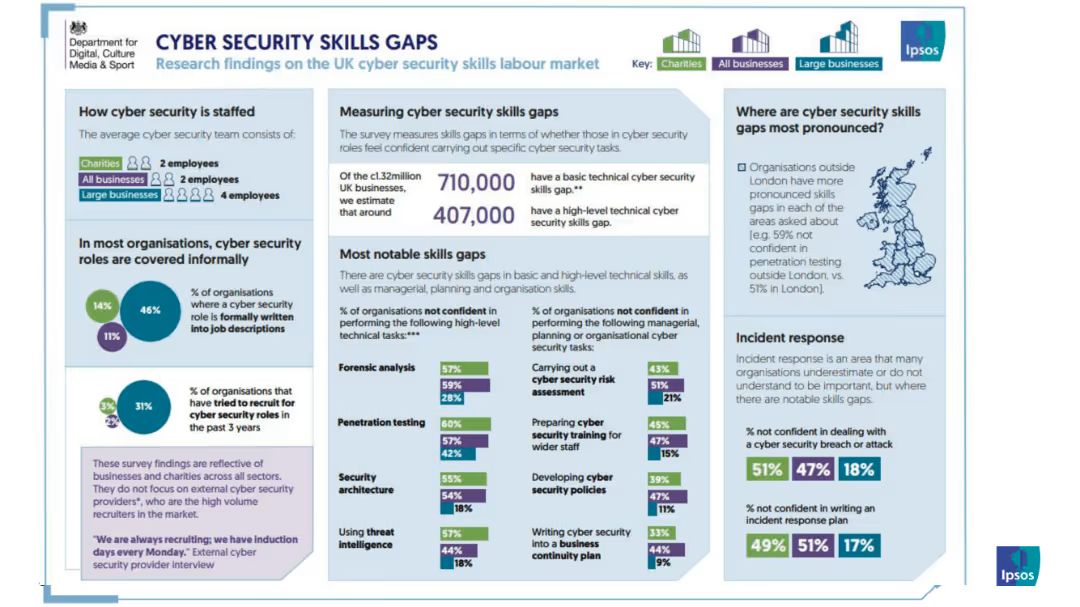 Department for
Digital, Culture
Media & Sport
CYBER SECURITY SKILLS GAPS
Research findings on the UK cyber security skills labour market
Key: Charities All businesses Large businesses
Ipsos
How cyber security is staffed
The average cyber security team consists of:
Charities 2 employees
All businesses 2 employees
Large businesses 4 employees
In most organisations, cyber security
roles are covered informally
14%
46%
11%
% of organisations
where a cyber security
role is formally written
into job descriptions
3%
31%
2%
% of organisations that
have tried to recruit for
cyber security roles in
the past 3 years
These survey findings are reflective of
businesses and charities across all sectors.
They do not focus on external cyber security
providers*, who are the high volume
recruiters in the market.
"We are always recruiting; we have induction
days every Monday." External cyber
security provider interview
Measuring cyber security skills gaps
The survey measures skills gaps in terms of whether those in cyber security
roles feel confident carrying out specific cyber security tasks.
Of the c1.32million
UK businesses,
we estimate
that around
710,000
have a basic technical cyber security
skills gap.**
407,000
have a high-level technical cyber
security skills gap.
Most notable skills gaps
There are cyber security skills gaps in basic and high-level technical skills, as
well as managerial, planning and organisation skills.
% of organisations not confident in
performing the following high-level
technical tasks:***
Forensic analysis
57%
59%
28%
Penetration testing
60%
57%
42%
Security
architecture
55%
54%
18%
Using threat
intelligence
57%
44%
18%
% of organisations not confident in
performing the following managerial,
planning or organisational cyber
security tasks:
Carrying out a
cyber security risk
assessment
43%
51%
21%
Preparing cyber
security training for
wider staff
45%
47%
15%
Developing cyber
security policies
39%
47%
11%
Writing cyber security
into a business
continuity plan
33%
44%
9%
Where are cyber security skills
gaps most pronounced?
Organisations outside
London have more
pronounced skills
gaps in each of the
areas asked about
[e.g. 59% not
confident in
penetration testing
outside London, vs.
51% in London].
Incident response
Incident response is an area that many
organisations underestimate or do not
understand to be important, but where
there are notable skills gaps.
% not confident in dealing with
a cyber security breach or attack
51% 47% 18%
% not confident in writing an
incident response plan
49% 51% 17%
Ipsos